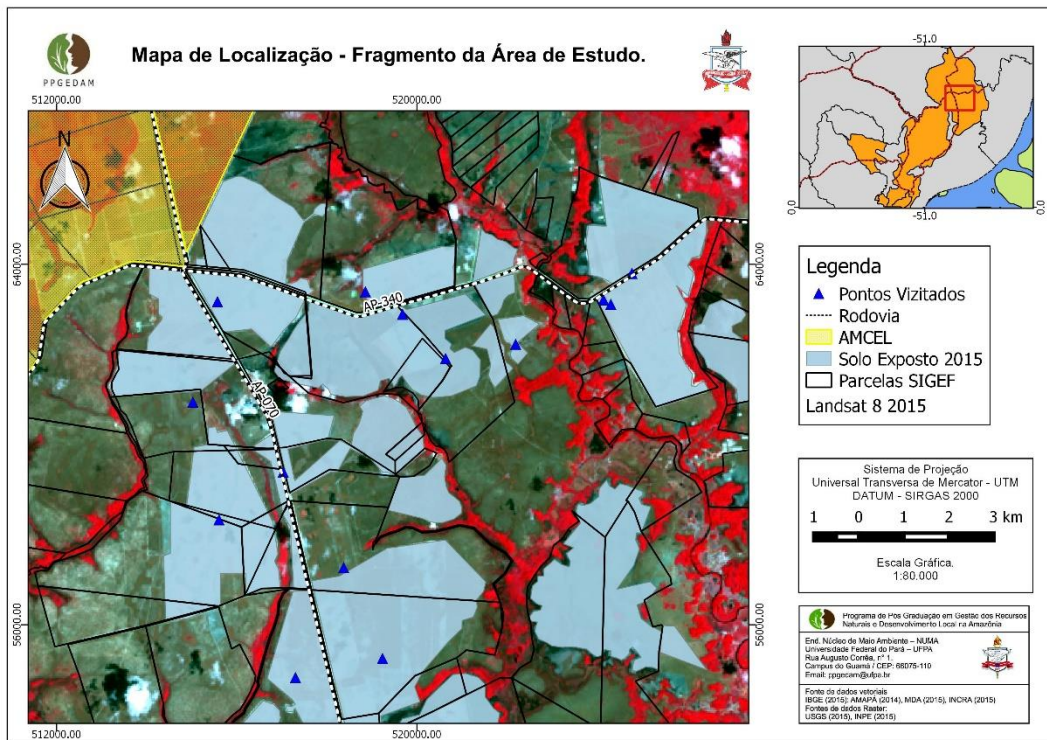 PPGEDAM
Mapa de Localização - Fragmento da Área de Estudo.
512000.00
520000.00
N
64000.00
64000.00
AP-340
AP-070
56000.00
56000.00
512000.00
520000.00
-51.0
0.0
-51.0
0.0
Legenda
Pontos Vizitados
Rodovia
AMCEL
Solo Exposto 2015
Parcelas SIGEF
Landsat 8 2015
Sistema de Projeção
Universal Transversa de Mercator - UTM
DATUM - SIRGAS 2000
1 0 1 2 3 km
Escala Gráfica.
1:80.000
Programa de Pós Graduação em Gestão dos Recursos
Naturais e Desenvolvimento Local na Amazônia
End. Núcleo de Maio Ambiente – NUMA
Universidade Federal do Pará – UFPA
Rua Augusto Corrêa, n° 1.
Campus do Guamá / CEP: 66075-110
Email: ppgedam@ufpa.br
Fonte de dados vetoriais
IBGE (2015); AMAPÁ (2014), MDA (2015), INCRA (2015)
Fontes de dados Raster:
USGS (2015), INPE (2015)